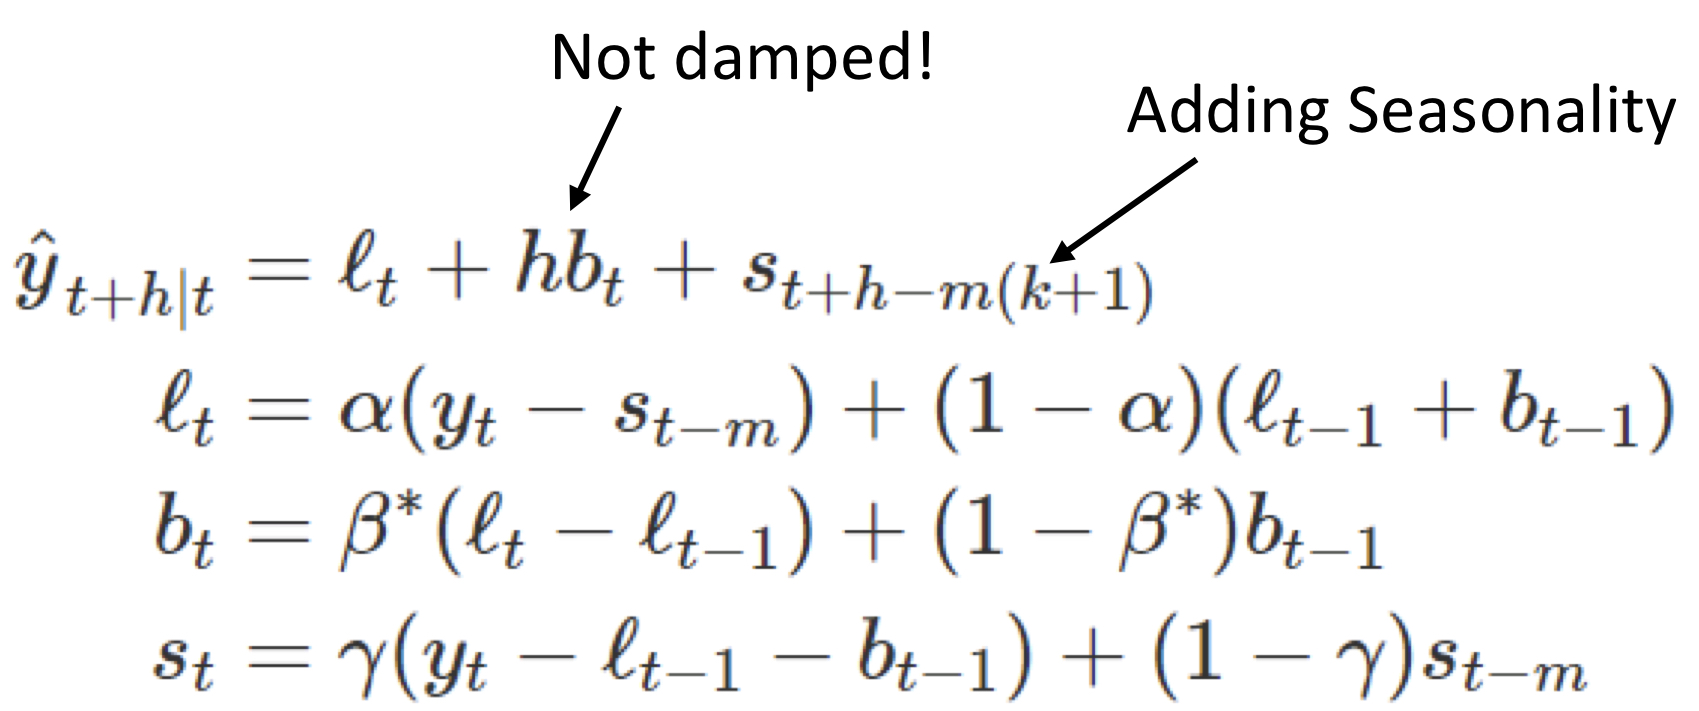 Not damped!
Adding Seasonality
ŷ_{t+h|t} = ℓ_t + hb_t + s_{t+h−m(k+1)}
ℓ_t = α(y_t − s_{t−m}) + (1 − α)(ℓ_{t−1} + b_{t−1})
b_t = β*(ℓ_t − ℓ_{t−1}) + (1 − β*)b_{t−1}
s_t = γ(y_t − ℓ_{t−1} − b_{t−1}) + (1 − γ)s_{t−m}